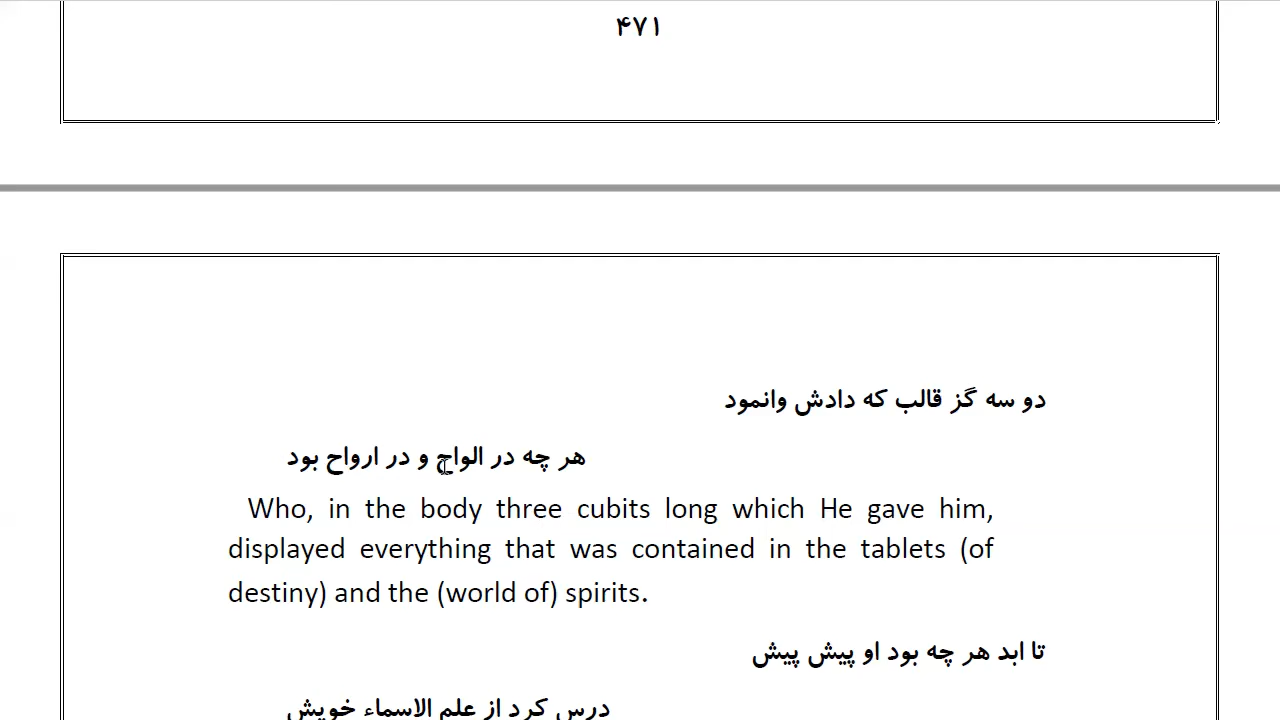 ۴۷۱
دو سه گز قالب که دادش وانمود
هر چه در الواح و در ارواح بود
Who, in the body three cubits long which He gave him,
displayed everything that was contained in the tablets (of
destiny) and the (world of) spirits.
تا ابد هر چه بود او پیش پیش
درس کرد از علم الاسماء خویش